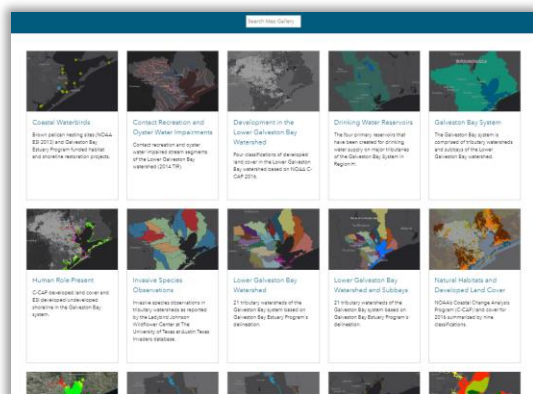 Search Map Gallery
Coastal Waterbirds
Brown pelican nesting sites (NOAA
ESI 2013) and Galveston Bay
Estuary Program funded habitat
and shoreline restoration projects.
Contact Recreation and
Oyster Water Impairments
Contact recreation and oyster
water impaired stream segments
of the Lower Galveston Bay
watershed (2014 TIR).
Development in the
Lower Galveston Bay
Watershed
Four classifications of developed
land cover in the Lower Galveston
Bay watershed based on NOAA C-
CAP 2016.
Drinking Water Reservoirs
The four primary reservoirs that
have been created for drinking
water supply on major tributaries
of the Galveston Bay System in
Region H.
Galveston Bay System
The Galveston Bay system is
comprised of tributary watersheds
and subbays of the Lower
Galveston Bay watershed.
Human Role Present
C-CAP developed land cover and
ESI developed/undeveloped
shoreline in the Galveston Bay
system.
Invasive Species
Observations
Invasive species observations in
tributary watersheds as reported
by the Ladybird Johnson
Wildflower Center at The
University of Texas at Austin Texas
Invaders database.
Lower Galveston Bay
Watershed
21 tributary watersheds of the
Galveston Bay system based on
Galveston Bay Estuary Program's
delineation.
Lower Galveston Bay
Watershed and Subbays
21 tributary watersheds of the
Galveston Bay system based on
Galveston Bay Estuary Program's
delineation.
Natural Habitats and
Developed Land Cover
NOAA's Coastal Change Analysis
Program (C-CAP) land cover for
2016 summarized by nine
classifications.